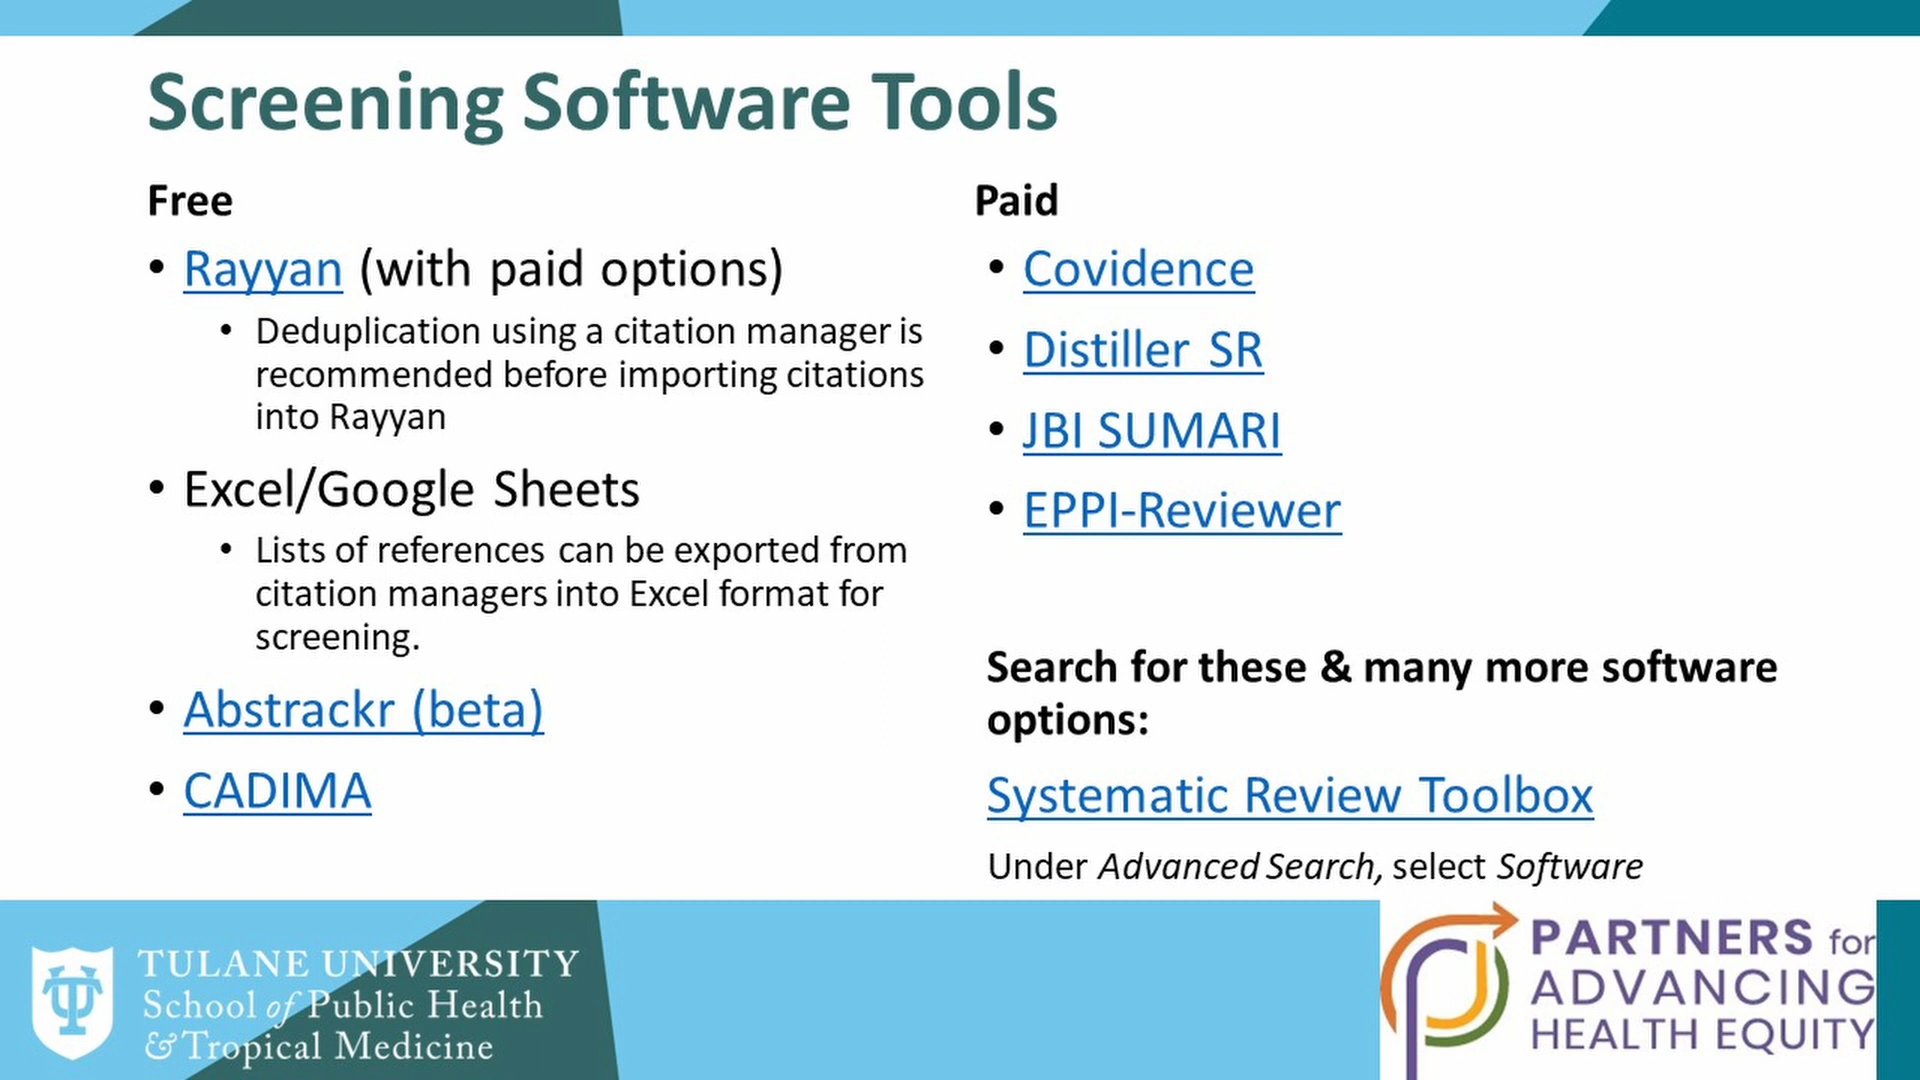 Screening Software Tools
Free
• Rayyan (with paid options)
• Deduplication using a citation manager is
recommended before importing citations
into Rayyan
• Excel/Google Sheets
• Lists of references can be exported from
citation managers into Excel format for
screening.
• Abstrackr (beta)
• CADIMA
Paid
• Covidence
• Distiller SR
• JBI SUMARI
• EPPI-Reviewer
Search for these & many more software
options:
Systematic Review Toolbox
Under Advanced Search, select Software
TULANE UNIVERSITY
School of Public Health
& Tropical Medicine
PARTNERS for
ADVANCING
HEALTH EQUITY